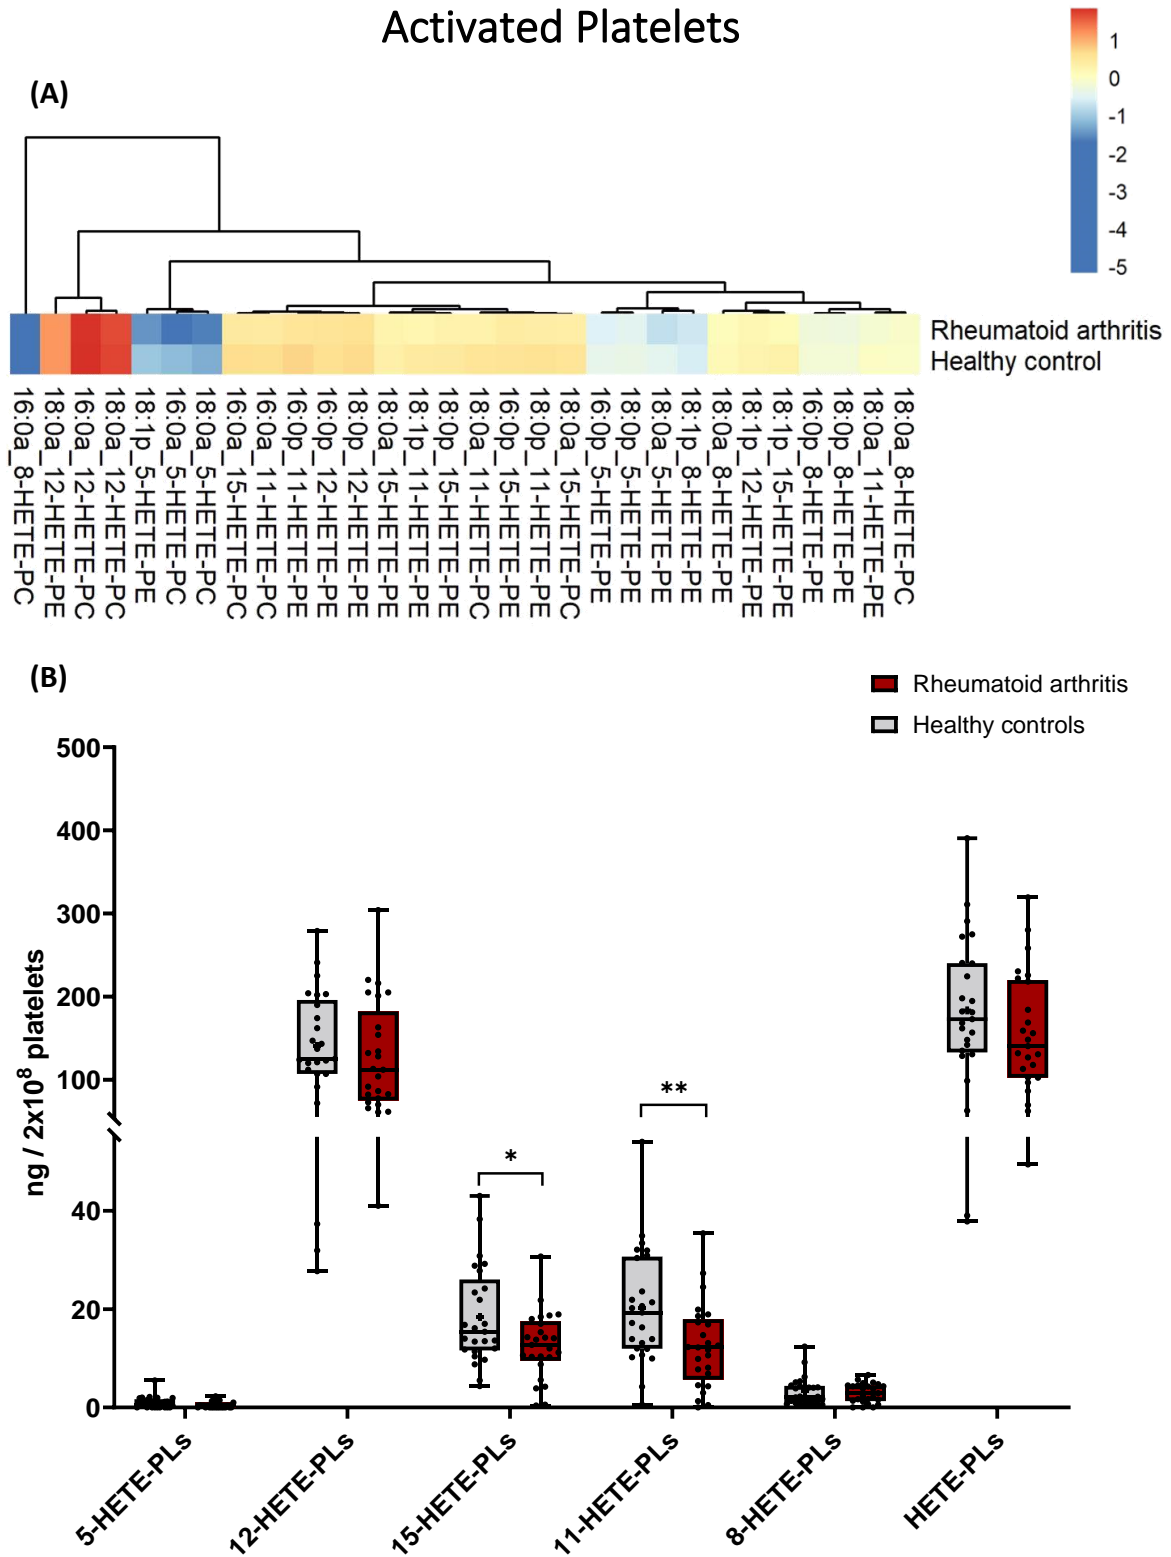 Activated Platelets
1
0
-1
-2
-3
-4
-5
(A)
Rheumatoid arthritis
Healthy control
16:0a_8-HETE-PC
18:0a_12-HETE-PE
16:0a_12-HETE-PC
18:0a_12-HETE-PC
18:1p_5-HETE-PE
16:0a_5-HETE-PC
18:0a_5-HETE-PC
16:0a_15-HETE-PC
16:0a_11-HETE-PC
16:0p_11-HETE-PE
16:0p_12-HETE-PE
18:0p_12-HETE-PE
18:0a_15-HETE-PE
18:1p_11-HETE-PE
18:0p_15-HETE-PE
18:0a_11-HETE-PC
16:0p_15-HETE-PE
18:0p_11-HETE-PE
18:0a_15-HETE-PC
16:0p_5-HETE-PE
18:0p_5-HETE-PE
18:0a_5-HETE-PE
18:1p_8-HETE-PE
18:0a_8-HETE-PE
18:1p_12-HETE-PE
18:1p_15-HETE-PE
16:0p_8-HETE-PE
18:0p_8-HETE-PE
18:0a_11-HETE-PE
18:0a_8-HETE-PC
(B)
Rheumatoid arthritis
Healthy controls
ng / 2x10⁸ platelets
500
400
300
200
100
40
20
0
*
**
5-HETE-PLs
12-HETE-PLs
15-HETE-PLs
11-HETE-PLs
8-HETE-PLs
HETE-PLs